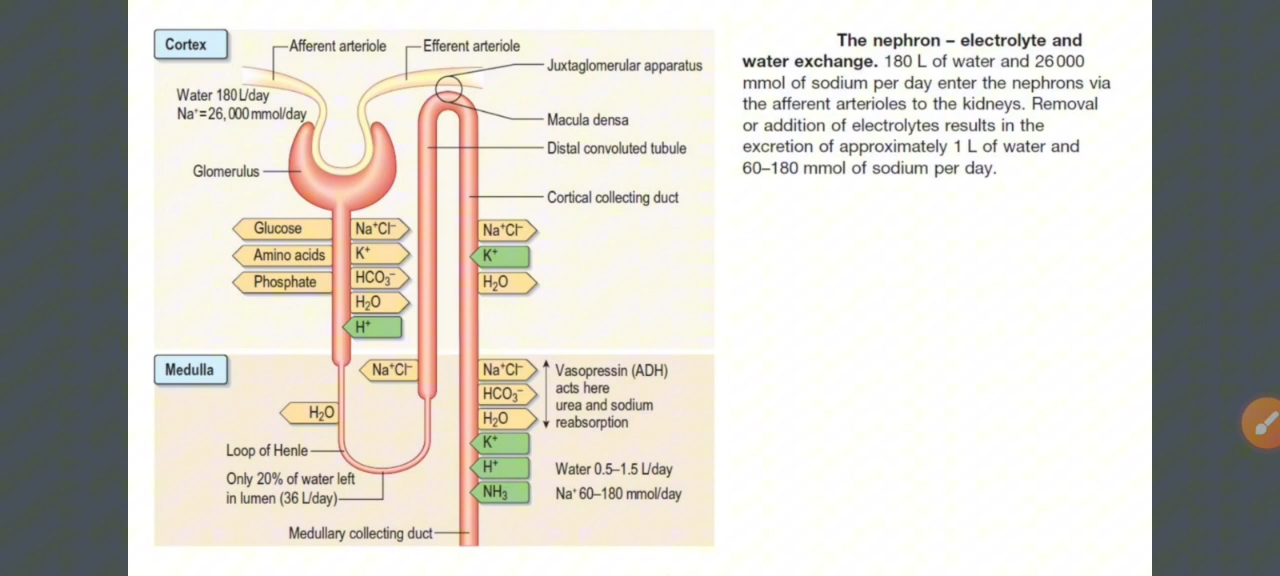 Cortex
Afferent arteriole
Efferent arteriole
Juxtaglomerular apparatus
Water 180 L/day
Na⁺=26,000 mmol/day
Macula densa
Distal convoluted tubule
Glomerulus
Cortical collecting duct
Glucose
Na⁺Cl⁻
Na⁺Cl⁻
Amino acids
K⁺
K⁺
Phosphate
HCO₃⁻
H₂O
H₂O
H⁺
Medulla
Na⁺Cl⁻
Na⁺Cl⁻
HCO₃⁻
H₂O
Vasopressin (ADH)
acts here
urea and sodium
reabsorption
H₂O
K⁺
Loop of Henle
H⁺
Water 0.5–1.5 L/day
Only 20% of water left
in lumen (36 L/day)
NH₃
Na⁺ 60–180 mmol/day
Medullary collecting duct
The nephron – electrolyte and
water exchange. 180 L of water and 26 000
mmol of sodium per day enter the nephrons via
the afferent arterioles to the kidneys. Removal
or addition of electrolytes results in the
excretion of approximately 1 L of water and
60–180 mmol of sodium per day.